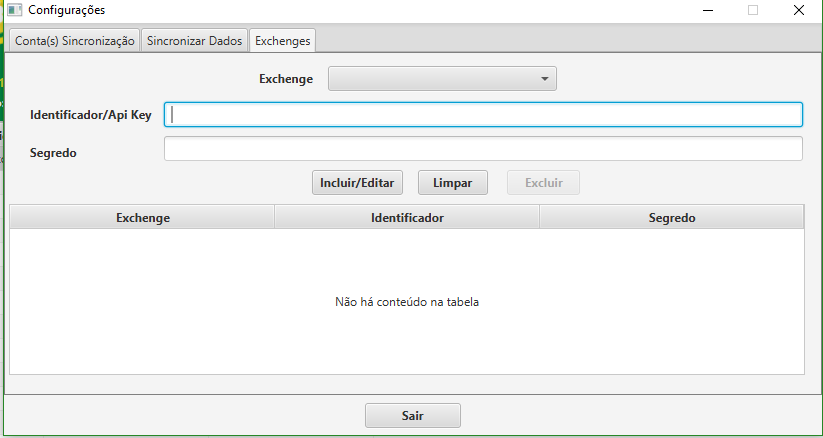 Configurações
Conta(s) Sincronização Sincronizar Dados Exchenges
Exchenge
Identificador/Api Key
Segredo
Incluir/Editar Limpar Excluir
Exchenge Identificador Segredo
Não há conteúdo na tabela
Sair